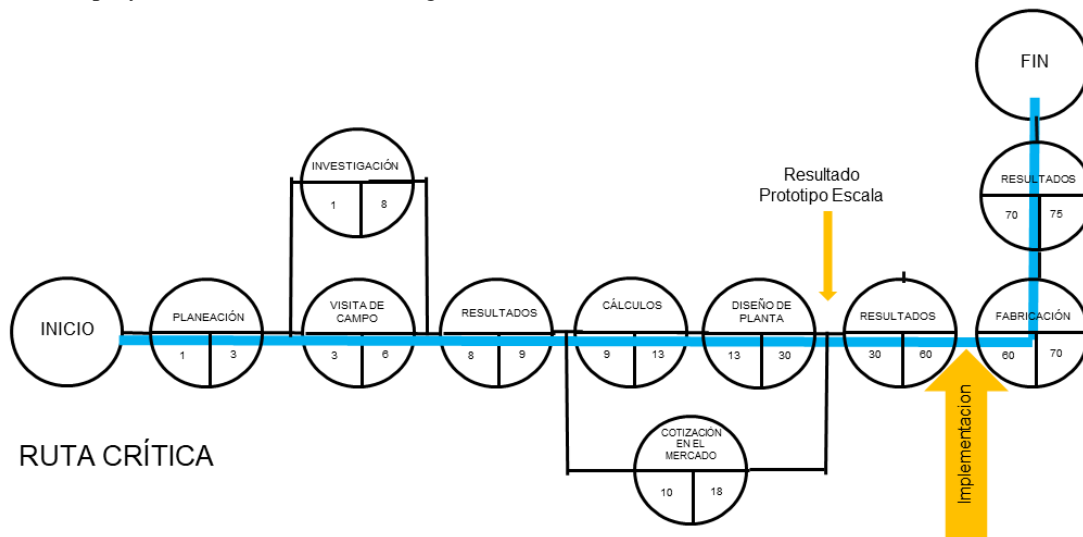 FIN
INVESTIGACIÓN
1 8
Resultado
Prototipo Escala
RESULTADOS
70 75
INICIO
PLANEACIÓN
1 3
VISITA DE
CAMPO
3 6
RESULTADOS
8 9
CÁLCULOS
9 13
DISEÑO DE
PLANTA
13 30
RESULTADOS
30 60
FABRICACIÓN
60 70
RUTA CRÍTICA
COTIZACIÓN
EN EL
MERCADO
10 18
Implementacion